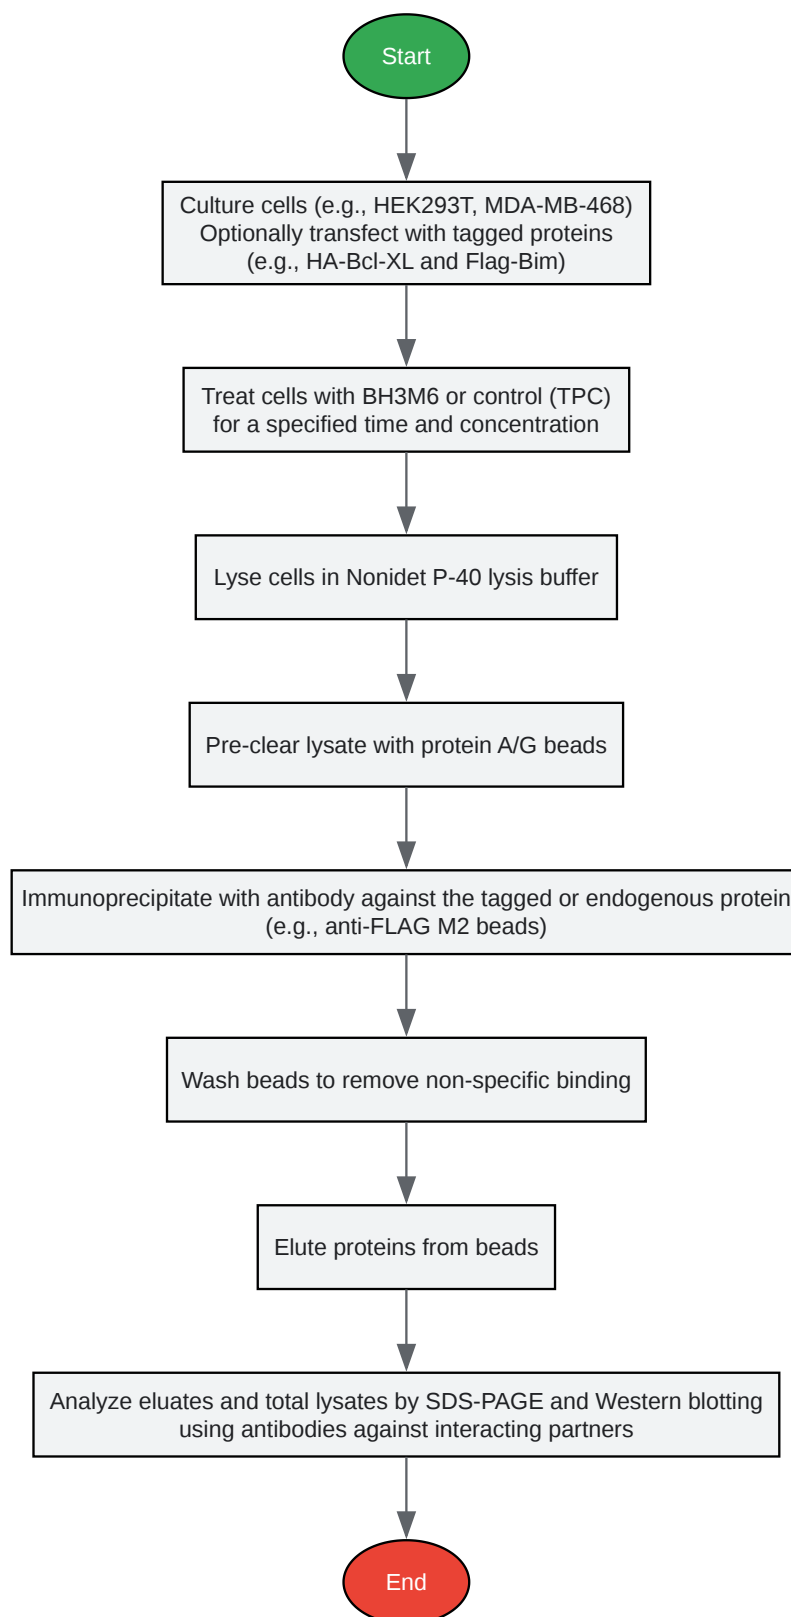 Start
Culture cells (e.g., HEK293T, MDA-MB-468)
Optionally transfect with tagged proteins
(e.g., HA-Bcl-XL and Flag-Bim)
Treat cells with BH3M6 or control (TPC)
for a specified time and concentration
Lyse cells in Nonidet P-40 lysis buffer
Pre-clear lysate with protein A/G beads
Immunoprecipitate with antibody against the tagged or endogenous protein
(e.g., anti-FLAG M2 beads)
Wash beads to remove non-specific binding
Elute proteins from beads
Analyze eluates and total lysates by SDS-PAGE and Western blotting
using antibodies against interacting partners
End